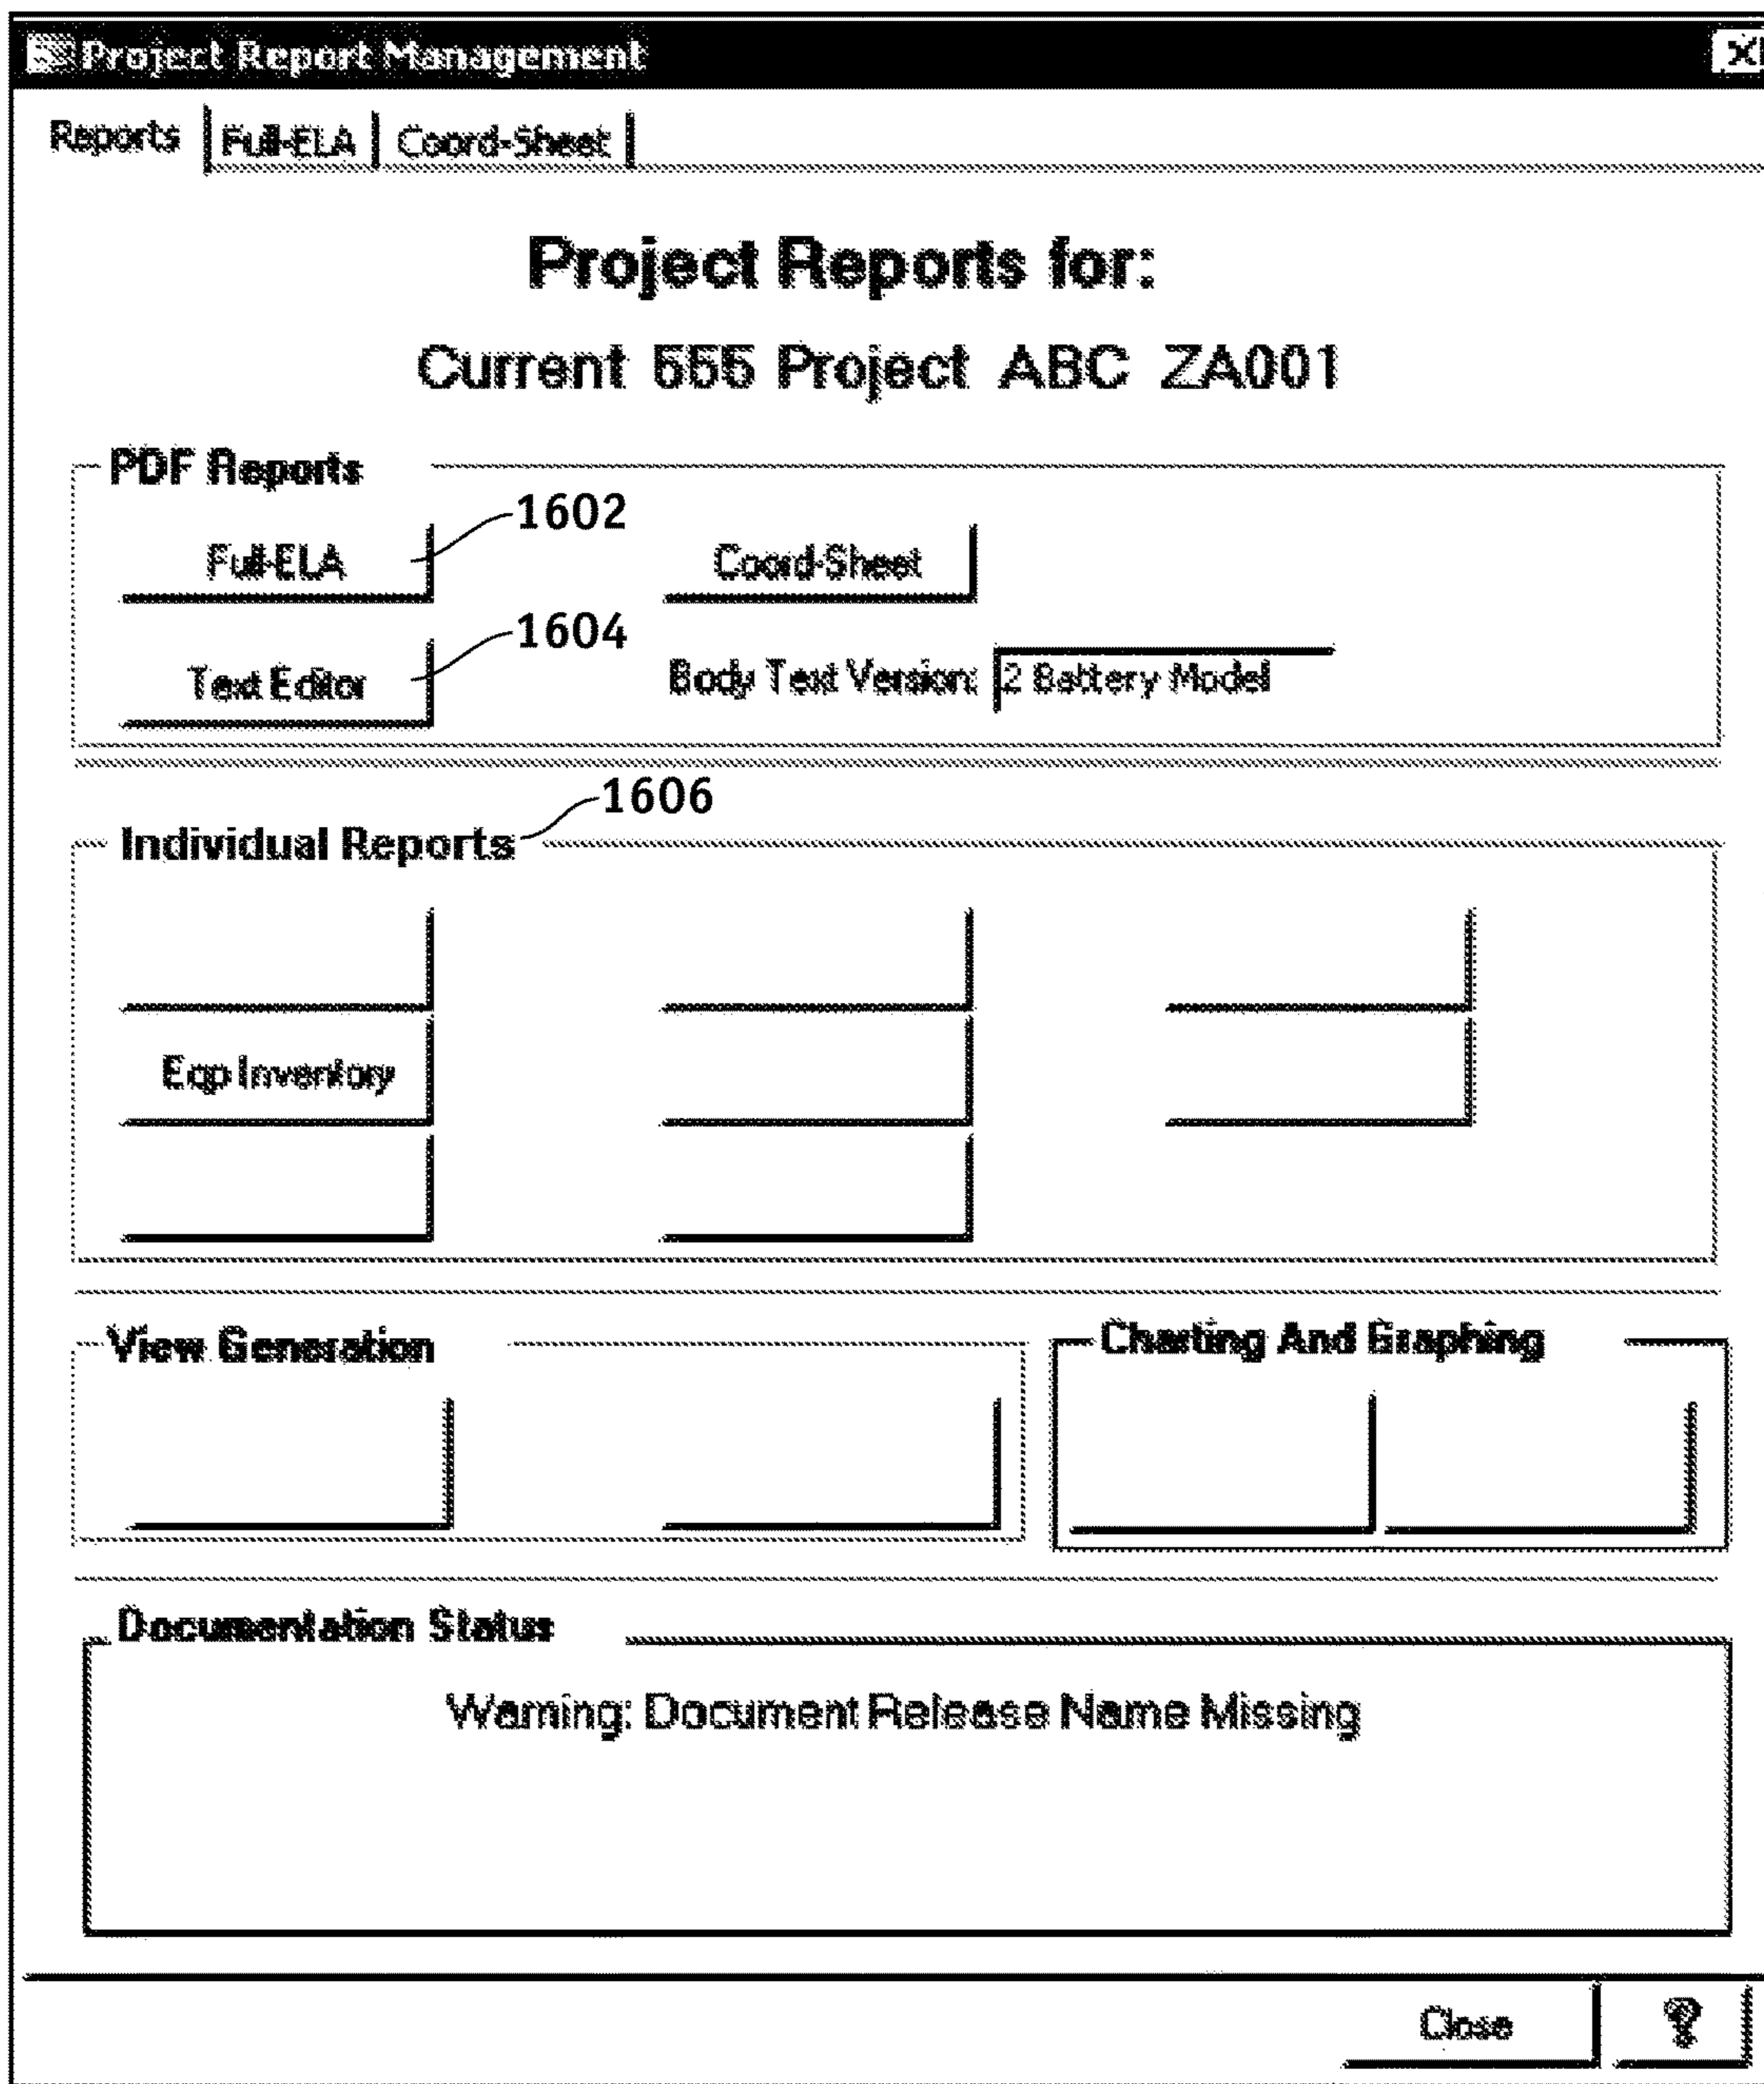 Project Report Management X
Reports Full-ELA Coord-Sheet
Project Reports for:
Current 555 Project ABC ZA001
PDF Reports
1602
Full-ELA Coord-Sheet
1604
Text Editor Body Text Version: 2 Battery Model
1606
Individual Reports
Eqp Inventory
View Generation Charting And Graphing
Documentation Status
Warning: Document Release Name Missing
Close ?